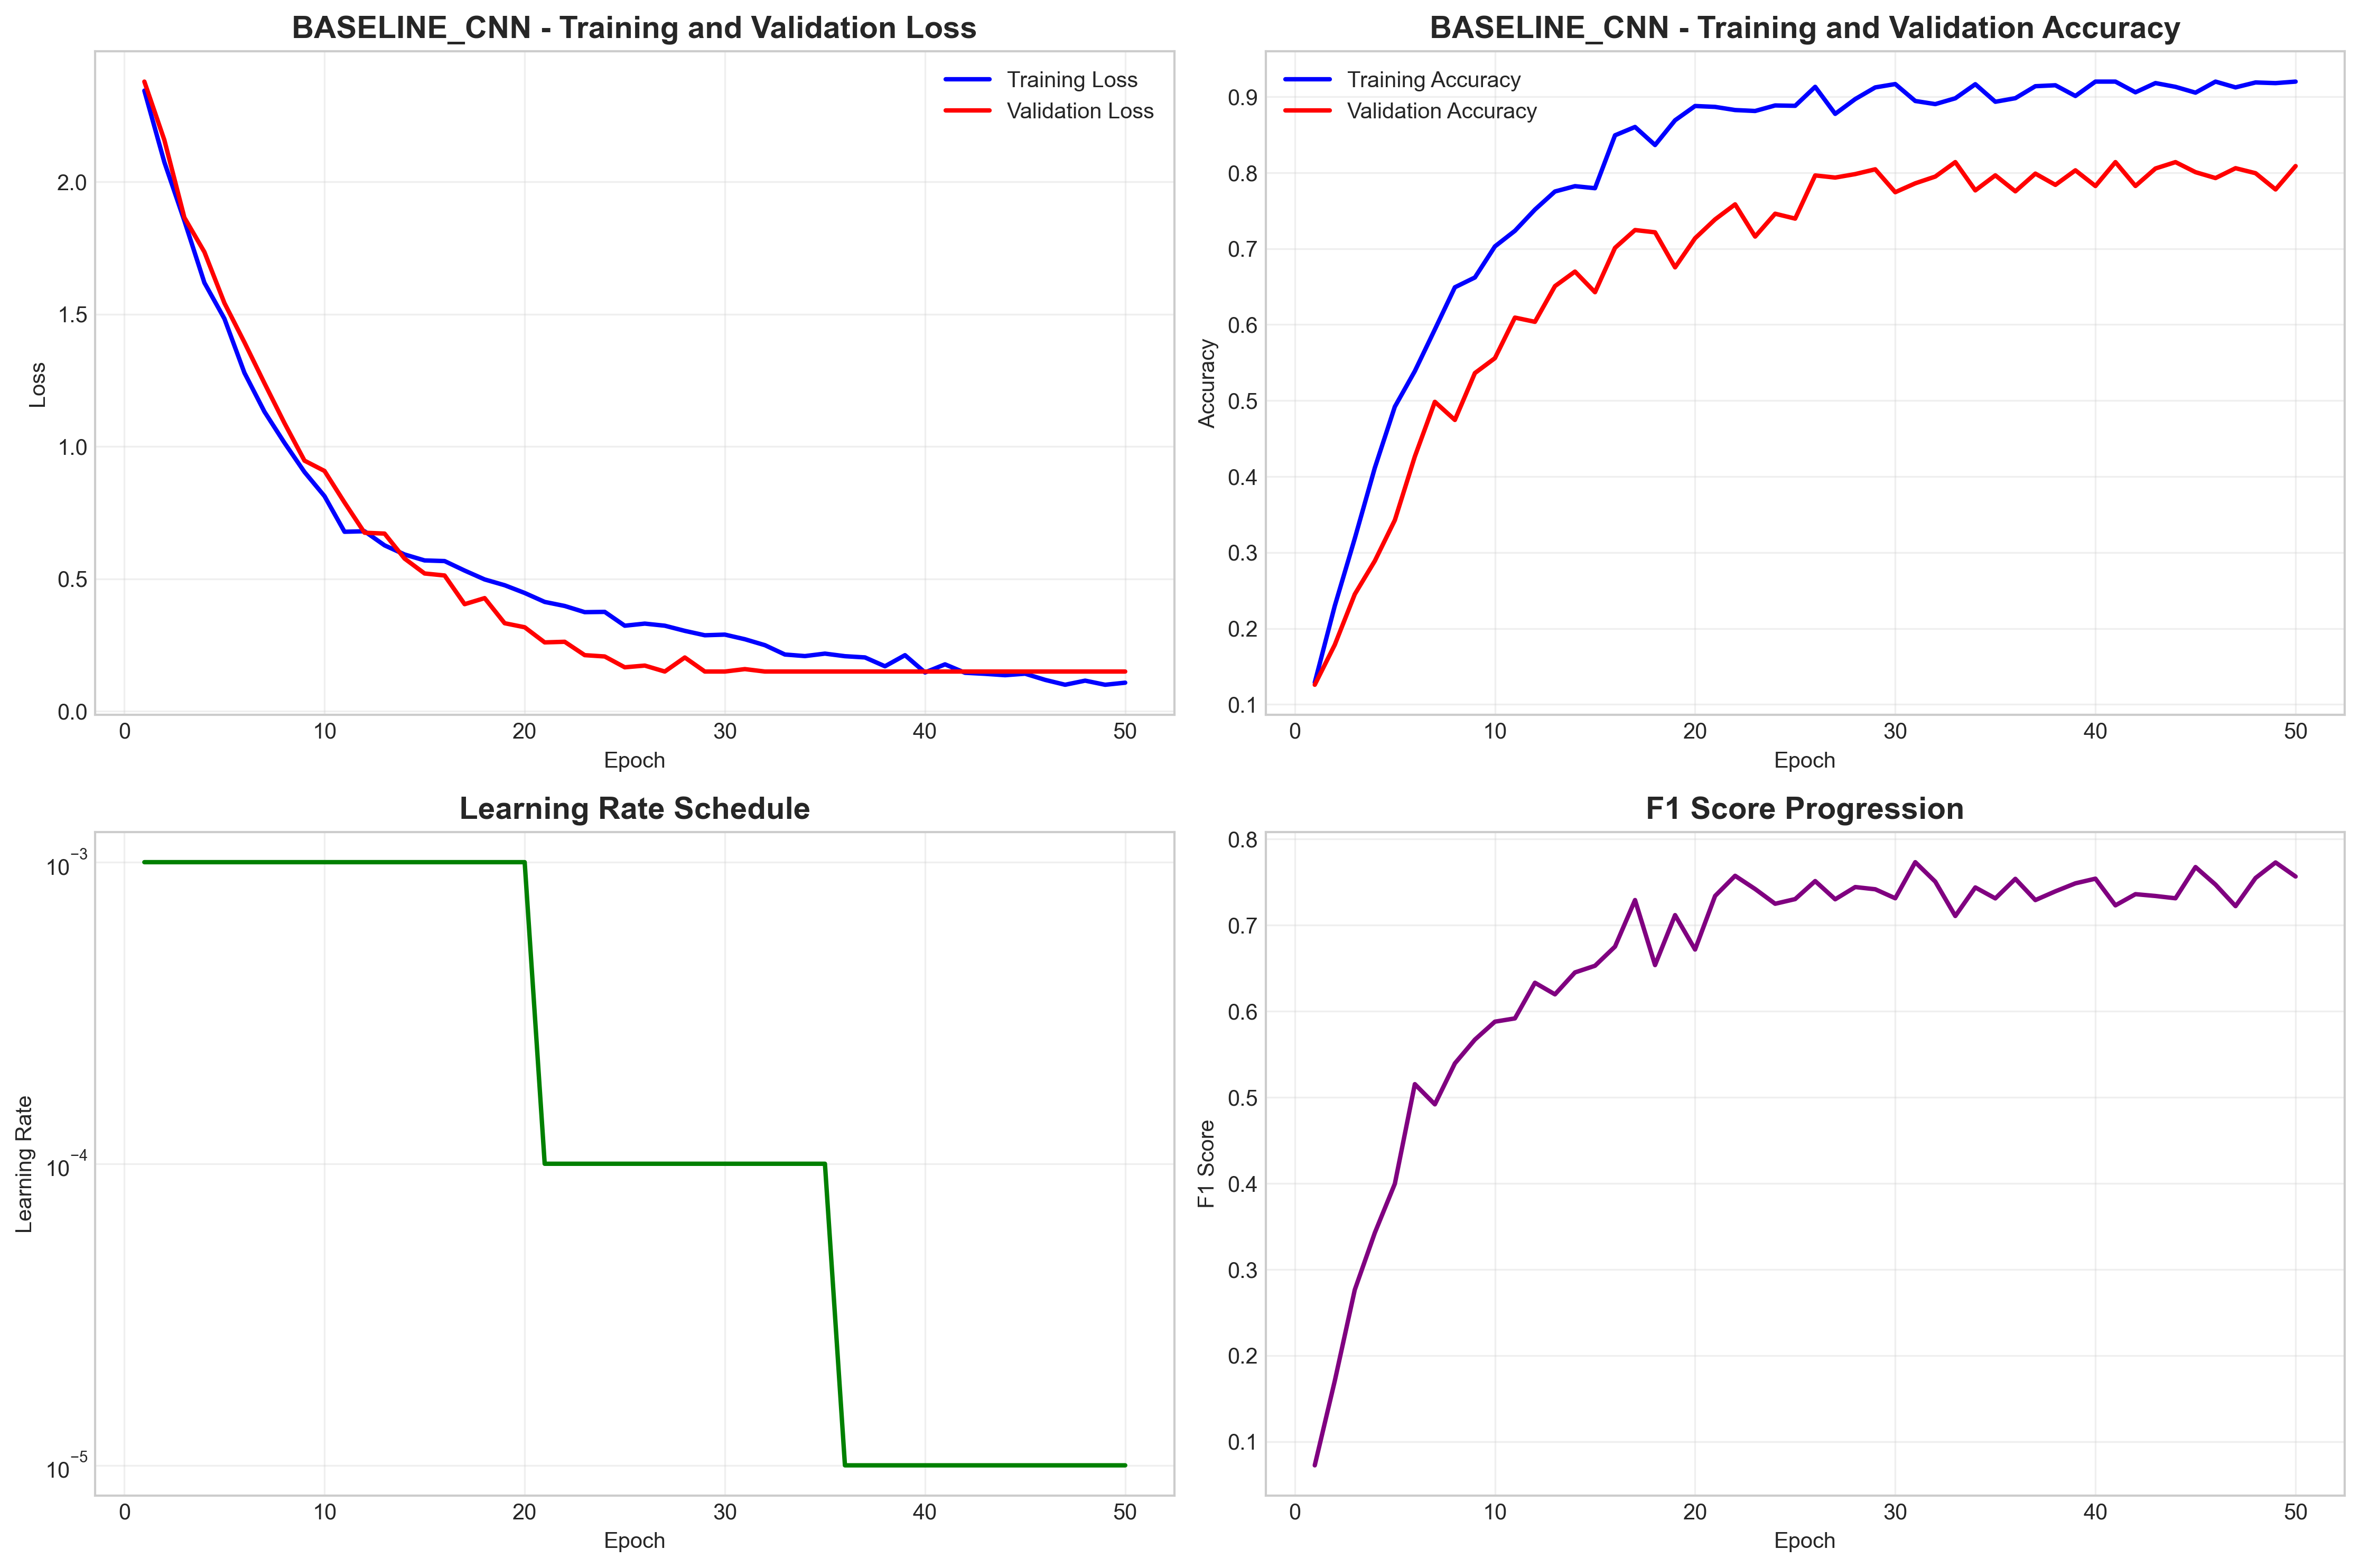 BASELINE_CNN - Training and Validation Loss
Training Loss
Validation Loss
Loss
2.0
1.5
1.0
0.5
0.0
0 10 20 30 40 50
Epoch
BASELINE_CNN - Training and Validation Accuracy
Training Accuracy
Validation Accuracy
Accuracy
0.9
0.8
0.7
0.6
0.5
0.4
0.3
0.2
0.1
0 10 20 30 40 50
Epoch
Learning Rate Schedule
Learning Rate
10⁻³
10⁻⁴
10⁻⁵
0 10 20 30 40 50
Epoch
F1 Score Progression
F1 Score
0.8
0.7
0.6
0.5
0.4
0.3
0.2
0.1
0 10 20 30 40 50
Epoch